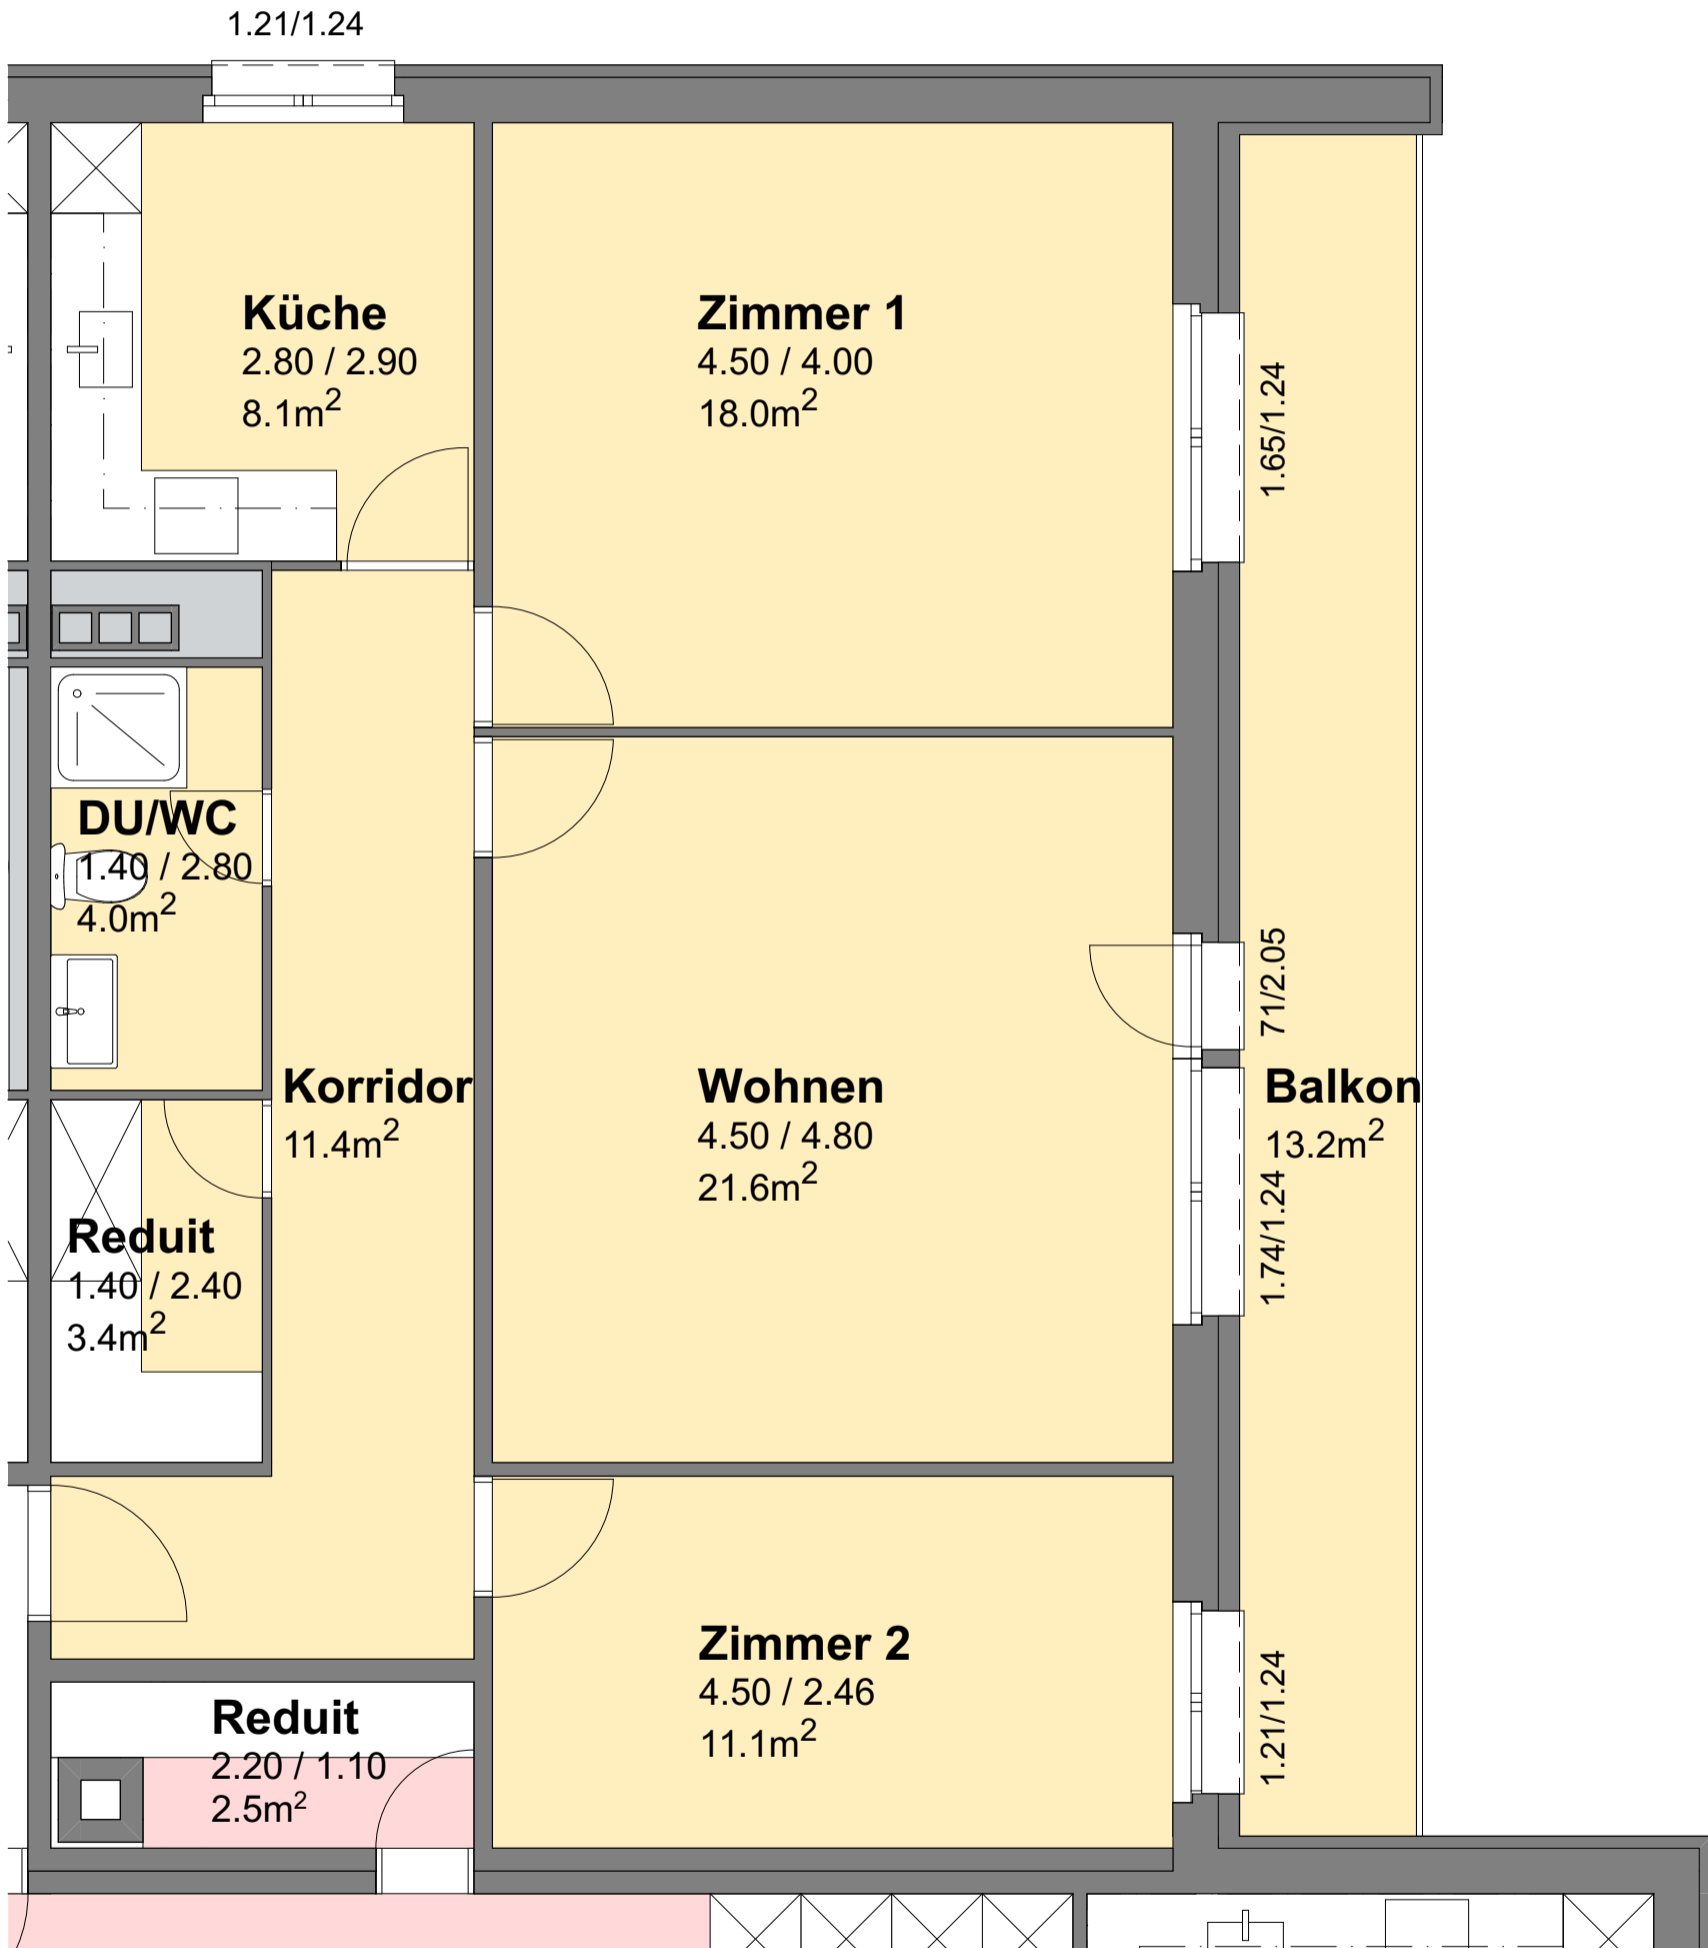 1.21/1.24
Küche
2.80 / 2.90
8.1m²
Zimmer 1
4.50 / 4.00
18.0m²
1.65/1.24
DU/WC
1.40 / 2.80
4.0m²
71/2.05
Korridor
11.4m²
Wohnen
4.50 / 4.80
21.6m²
Balkon
13.2m²
1.74/1.24
Reduit
1.40 / 2.40
3.4m²
Zimmer 2
4.50 / 2.46
11.1m²
1.21/1.24
Reduit
2.20 / 1.10
2.5m²